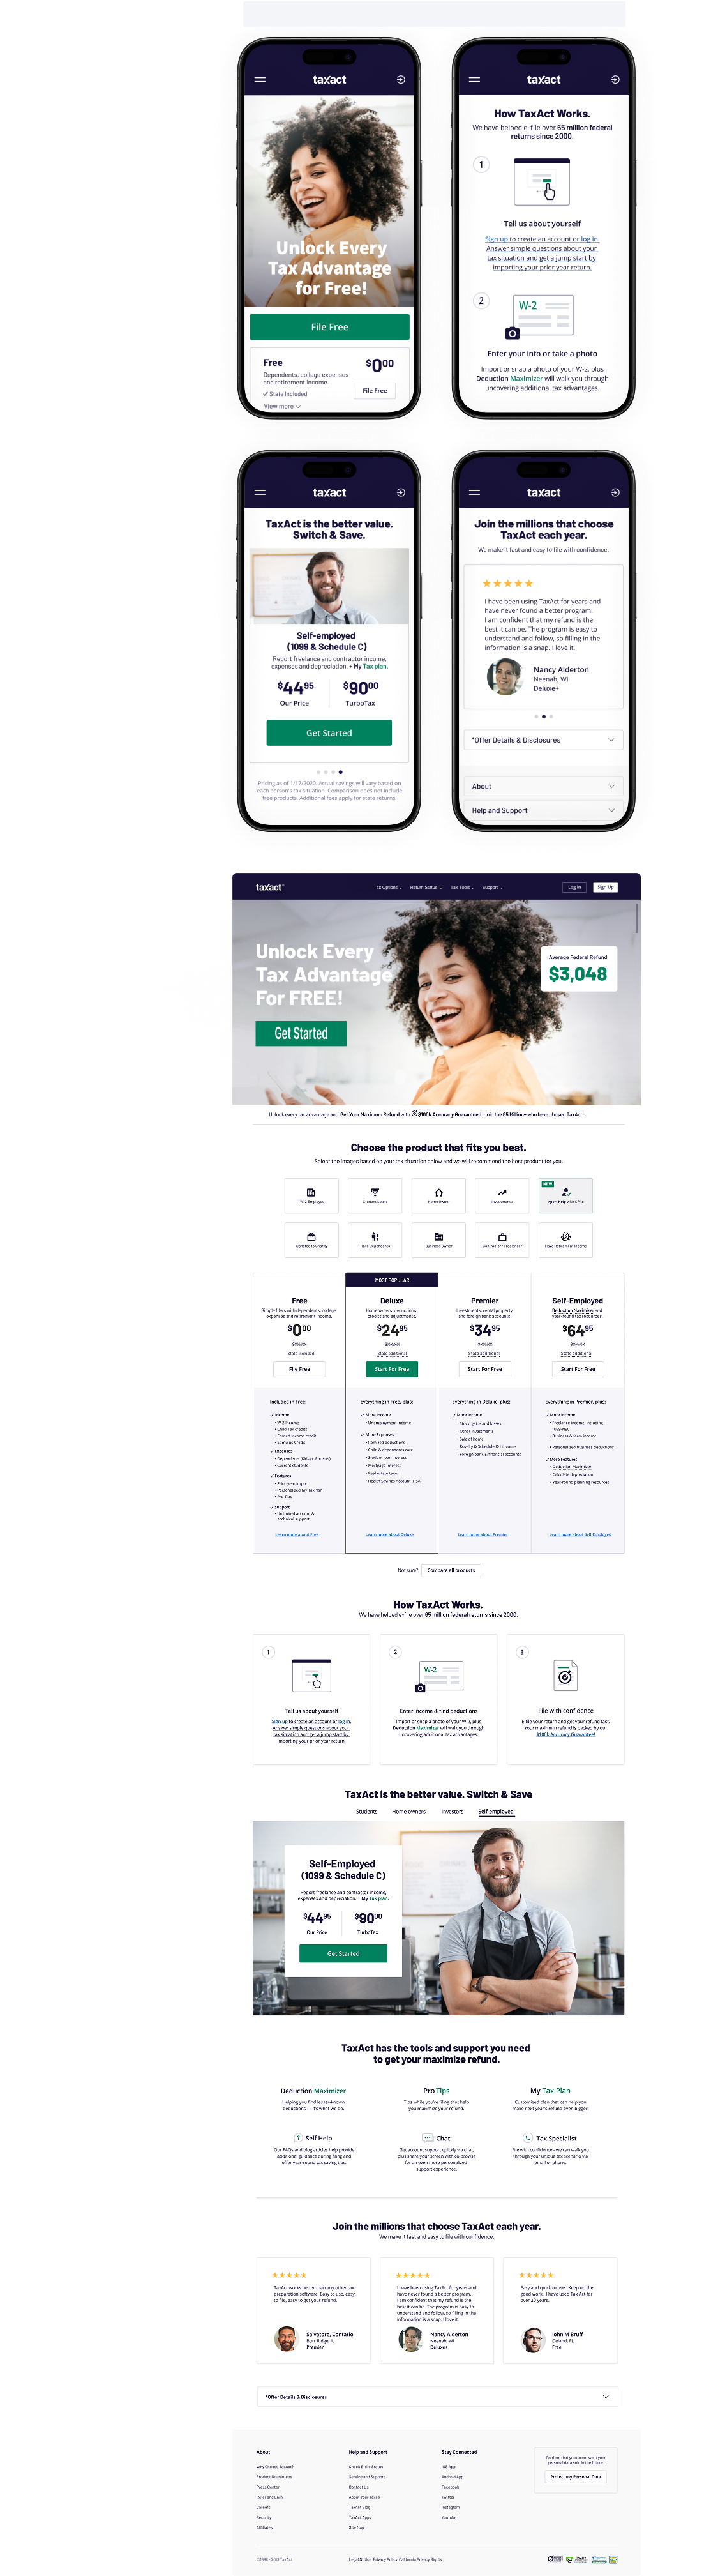 taxact
Unlock Every
Tax Advantage
for Free!
File Free
Free
$0 00
Dependents, college expenses
and retirement income.
State Included
File Free
View more
taxact
How TaxAct Works.
We have helped e-file over 65 million federal
returns since 2000.
1
Tell us about yourself
Sign up to create an account or log in.
Answer simple questions about your
tax situation and get a jump start by
importing your prior year return.
2
W-2
Enter your info or take a photo
Import or snap a photo of your W-2, plus
Deduction Maximizer will walk you through
uncovering additional tax advantages.
taxact
TaxAct is the better value.
Switch & Save.
Self-employed
(1099 & Schedule C)
Report freelance and contractor income,
expenses and depreciation. + My Tax plan.
$44 95
$90 00
Our Price
TurboTax
Get Started
Pricing as of 1/17/2020. Actual savings will vary based on
each person's tax situation. Comparison does not include
free products. Additional fees apply for state returns.
taxact
Join the millions that choose
TaxAct each year.
We make it fast and easy to file with confidence.
I have been using TaxAct for years and
have never found a better program.
I am confident that my refund is the
best it can be. The program is easy to
understand and follow, so filling in the
information is a snap. I love it.
Nancy Alderton
Neenah, WI
Deluxe+
*Offer Details & Disclosures
About
Help and Support
taxact
Tax Options
Return Status
Tax Tools
Support
Log In
Sign Up
Unlock Every
Tax Advantage
For FREE!
Get Started
Average Federal Refund
$3,048
Unlock every tax advantage and Get Your Maximum Refund with $100k Accuracy Guaranteed. Join the 65 Million+ who have chosen TaxAct!
Choose the product that fits you best.
Select the images based on your tax situation below and we will recommend the product for you.
W-2 Employee
Student Loans
Home Owner
Investments
NEW
Xpert Help with CPAs
Donated to Charity
Have Dependents
Business Owner
Contractor / Freelancer
Have Retirement Income
MOST POPULAR
Free
Simple filers with dependents, college
expenses and retirement income.
$0 00
$XX.XX
State included
File Free
Deluxe
Homeowners, deductions,
credits and adjustments.
$24 95
$XX.XX
State additional
Start For Free
Premier
Investments, rental property
and foreign bank accounts.
$34 95
$XX.XX
State additional
Start For Free
Self-Employed
Deduction Maximizer and
year-round tax resources.
$64 95
$XX.XX
State additional
Start For Free
Included in Free:
Income
• W-2 Income
• Child Tax credits
• Earned income credit
• Stimulus Credit
Expenses
• Dependents (Kids or Parents)
• Current students
Features
• Prior year import
• Personalized My TaxPlan
• Pro Tips
Support
• Unlimited account &
technical support
Learn more about Free
Everything in Free, plus:
More Income
• Unemployment income
More Expenses
• Itemized deductions
• Child & dependents care
• Student loan interest
• Mortgage interest
• Real estate taxes
• Health Savings Account (HSA)
Learn more about Deluxe
Everything in Deluxe, plus:
More Income
• Stock, gains and losses
• Other investments
• Sale of home
• Royalty & Schedule K-1 income
• Foreign bank & financial accounts
Learn more about Premier
Everything in Premier, plus:
More Income
• Freelance income, including
1099-NEC
• Business & farm income
• Personalized business deductions
More Features
• Deduction Maximizer
• Calculate depreciation
• Year-round planning resources
Learn more about Self-Employed
Not sure?
Compare all products
How TaxAct Works.
We have helped e-file over 65 million federal returns since 2000.
1
Tell us about yourself
Sign up to create an account or log in.
Answer simple questions about your
tax situation and get a jump start by
importing your prior year return.
2
W-2
Enter income & find deductions
Import or snap a photo of your W-2, plus
Deduction Maximizer will walk you through
uncovering additional tax advantages.
3
File with confidence
E-file your return and get your refund fast.
Your maximum refund is backed by our
$100k Accuracy Guarantee!
TaxAct is the better value. Switch & Save
Students
Home owners
Investors
Self-employed
Self-Employed
(1099 & Schedule C)
Report freelance and contractor income,
expenses and depreciation. + My Tax plan.
$44 95
$90 00
Our Price
TurboTax
Get Started
TaxAct has the tools and support you need
to get your maximize refund.
Deduction Maximizer
Helping you find lesser-known
deductions — it's what we do.
Pro Tips
Tips while you're filing that help
you maximize your refund.
My Tax Plan
Customized plan that can help you
make next year's refund even bigger.
Self Help
Our FAQs and blog articles help provide
additional guidance during filing and
offer year-round tax saving tips.
Chat
Get account support quickly via chat,
plus share your screen with co-browse
for an even more personalized
support experience.
Tax Specialist
File with confidence - we can walk you
through your unique tax scenario via
email or phone.
Join the millions that choose TaxAct each year.
We make it fast and easy to file with confidence.
TaxAct works better than any other tax
preparation software. Easy to use, easy
to file, easy to get your refund.
Salvatore, Contario
Burr Ridge, IL
Premier
I have been using TaxAct for years and
have never found a better program.
I am confident that my refund is the
best it can be. The program is easy to
understand and follow, so filling in the
information is a snap. I love it.
Nancy Alderton
Neenah, WI
Deluxe+
Easy and quick to use. Keep up the
good work. I have used Tax Act for
over 20 years.
John M Bruff
Deland, FL
Free
*Offer Details & Disclosures
About
Why Choose TaxAct?
Product Guarantees
Press Center
Refer and Earn
Careers
Security
Affiliates
Help and Support
Check E-File Status
Service and Support
Contact Us
About Your Taxes
TaxAct Blog
TaxAct Apps
Site Map
Stay Connected
iOS App
Android App
Facebook
Twitter
Instagram
Youtube
Confirm that you do not want your
personal data sold in the future.
Protect my Personal Data
©1998 - 2019 TaxAct
Legal Notice Privacy Policy California Privacy Rights